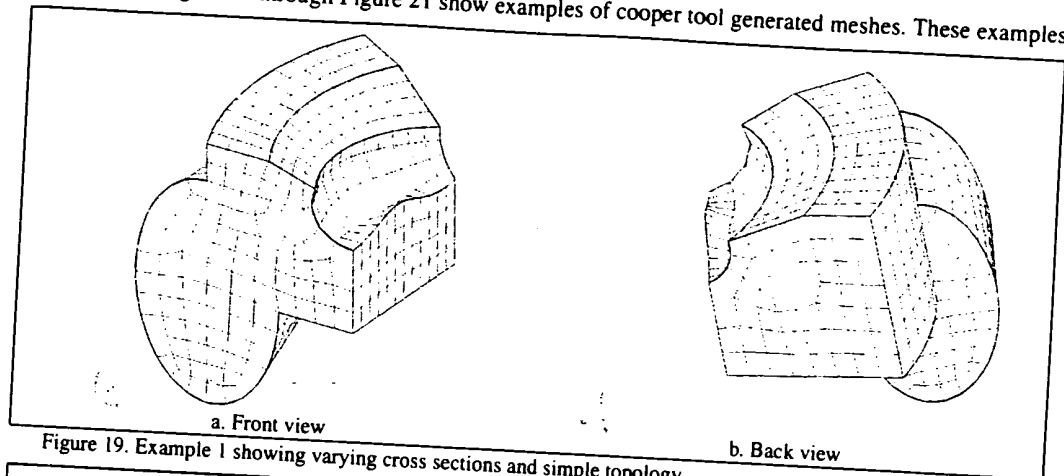 through Figure 21 show examples of cooper tool generated meshes. These examples
a. Front view
b. Back view
Figure 19. Example 1 showing varying cross sections and simple topology